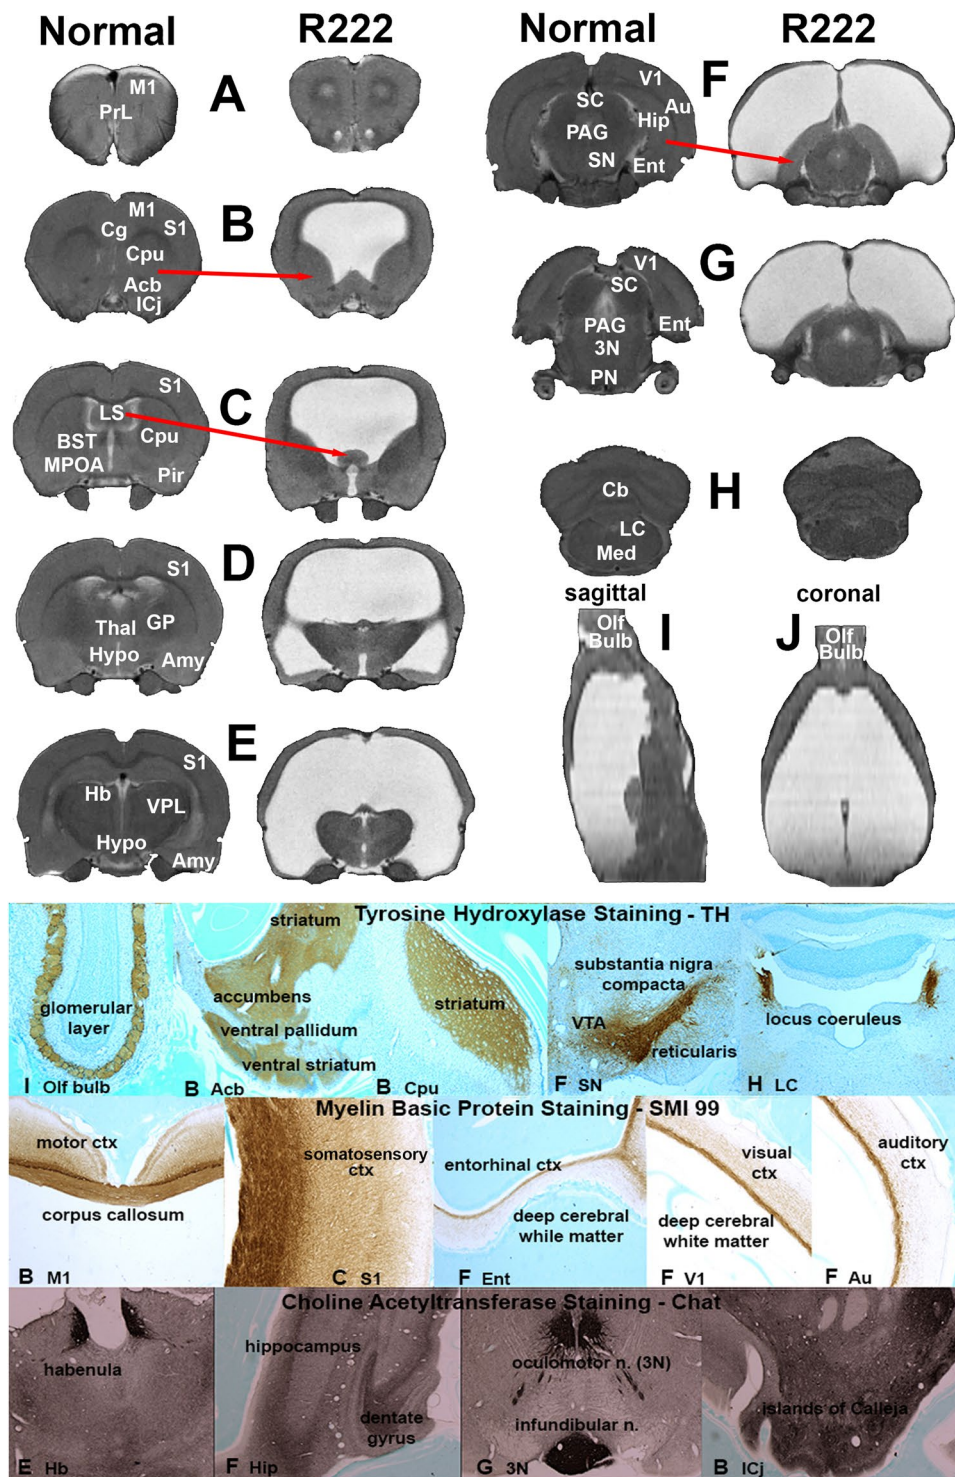 Normal
R222
Normal
R222
M1
PrL
A
M1
Cg
S1
Cpu
Acb
ICj
B
S1
LS
Cpu
BST
MPOA
Pir
C
S1
GP
Thal
Hypo
Amy
D
S1
Hb
VPL
Hypo
Amy
E
V1
SC
Au
Hip
PAG
SN
Ent
F
V1
SC
PAG
Ent
3N
PN
G
Cb
LC
Med
H
sagittal
coronal
Olf
Bulb
I
J
Olf
Bulb
Tyrosine Hydroxylase Staining - TH
glomerular
layer
I Olf bulb
striatum
accumbens
ventral pallidum
ventral striatum
B Acb
striatum
B Cpu
substantia nigra
compacta
VTA
reticularis
F SN
locus coeruleus
H LC
Myelin Basic Protein Staining - SMI 99
motor ctx
corpus callosum
B M1
somatosensory
ctx
C S1
entorhinal ctx
deep cerebral
while matter
F Ent
visual
ctx
deep cerebral
white matter
F V1
auditory
ctx
F Au
Choline Acetyltransferase Staining - Chat
habenula
E Hb
hippocampus
dentate
gyrus
F Hip
oculomotor n. (3N)
infundibular n.
G 3N
islands of Calleja
B ICj